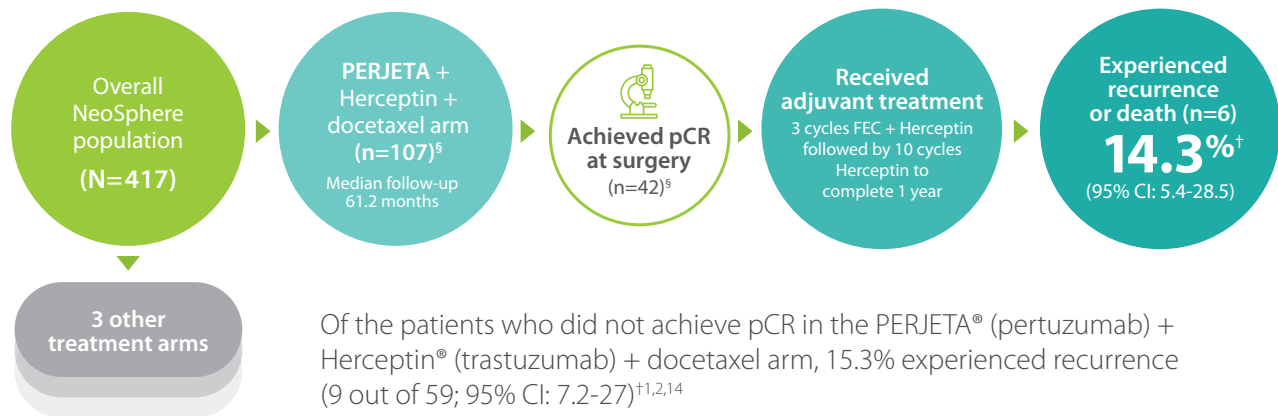 Overall
NeoSphere
population
(N=417)
PERJETA +
Herceptin +
docetaxel arm
(n=107)§
Median follow-up
61.2 months
Achieved pCR
at surgery
(n=42)§
Received
adjuvant treatment
3 cycles FEC + Herceptin
followed by 10 cycles
Herceptin to
complete 1 year
Experienced
recurrence
or death (n=6)
14.3%†
(95% CI: 5.4-28.5)
3 other
treatment arms
Of the patients who did not achieve pCR in the PERJETA® (pertuzumab) +
Herceptin® (trastuzumab) + docetaxel arm, 15.3% experienced recurrence
(9 out of 59; 95% CI: 7.2-27)†1,2,14